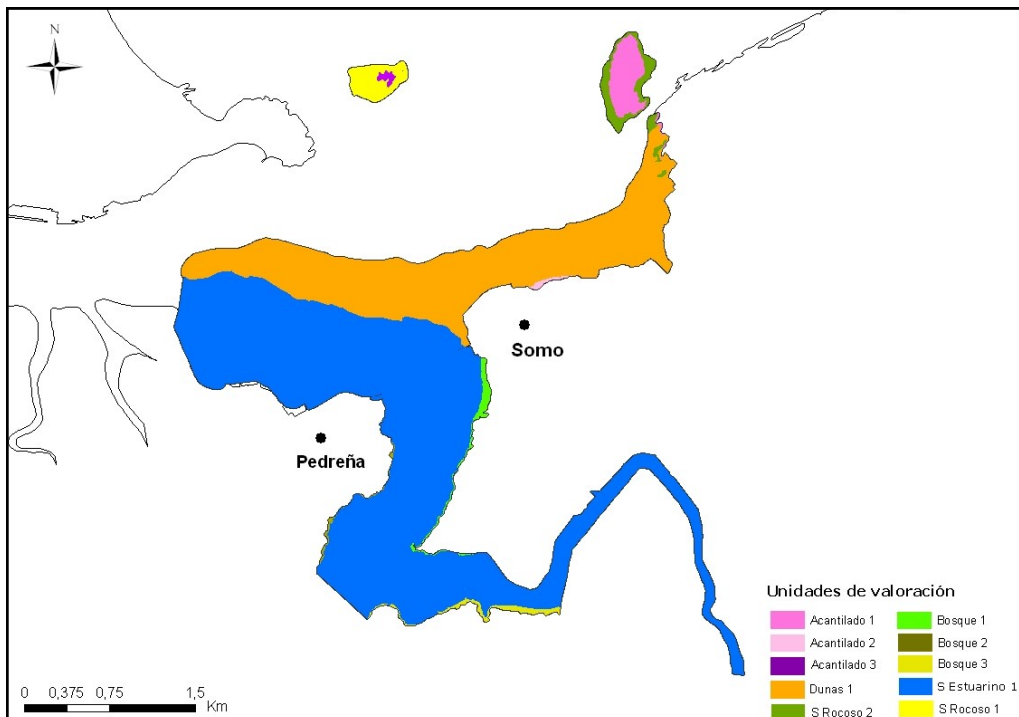 N
Somo
Pedreña
Unidades de valoración
Acantilado 1
Bosque 1
Acantilado 2
Bosque 2
Acantilado 3
Bosque 3
Dunas 1
S Estuarino 1
S Rocoso 2
S Rocoso 1
0 0,375 0,75 1,5
Km